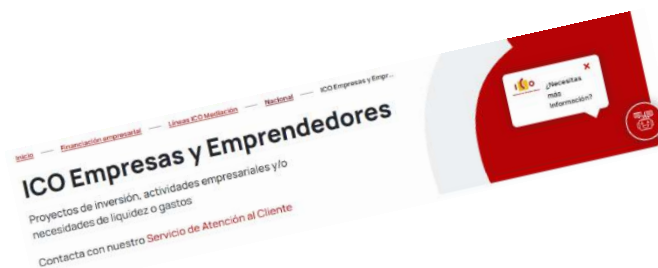 Inicio — Financiación empresarial — Líneas ICO Mediación — Nacional — ICO Empresas y Empr...
ICO Empresas y Emprendedores
Proyectos de inversión, actividades empresariales y/o
necesidades de liquidez o gastos
Contacta con nuestro Servicio de Atención al Cliente
ICO
¿Necesitas
más
información?